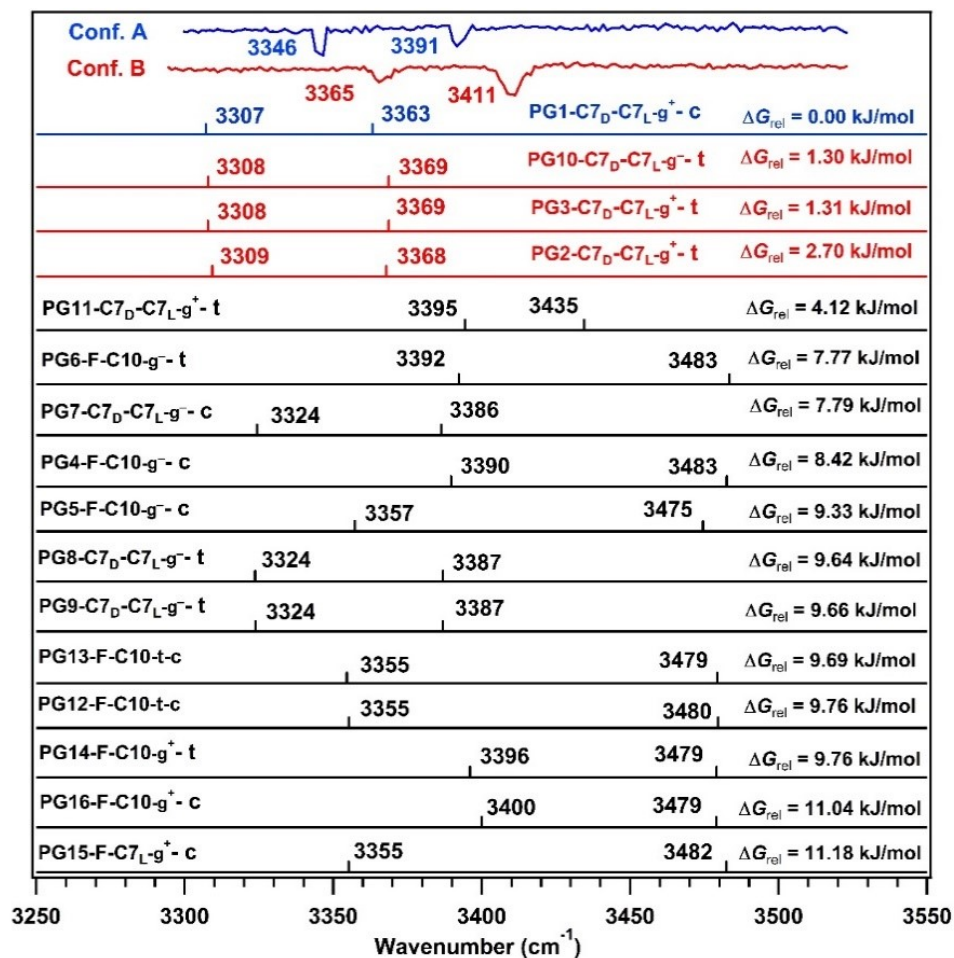 Conf. A 3346 3391
Conf. B 3365 3411
3307 3363 PG1-C7D-C7L-g⁺- c ΔGrel = 0.00 kJ/mol
3308 3369 PG10-C7D-C7L-g⁻- t ΔGrel = 1.30 kJ/mol
3308 3369 PG3-C7D-C7L-g⁺- t ΔGrel = 1.31 kJ/mol
3309 3368 PG2-C7D-C7L-g⁺- t ΔGrel = 2.70 kJ/mol
PG11-C7D-C7L-g⁺- t 3395 3435 ΔGrel = 4.12 kJ/mol
PG6-F-C10-g⁻- t 3392 3483 ΔGrel = 7.77 kJ/mol
PG7-C7D-C7L-g⁻- c 3324 3386 ΔGrel = 7.79 kJ/mol
PG4-F-C10-g⁻- c 3390 3483 ΔGrel = 8.42 kJ/mol
PG5-F-C10-g⁻- c 3357 3475 ΔGrel = 9.33 kJ/mol
PG8-C7D-C7L-g⁻- t 3324 3387 ΔGrel = 9.64 kJ/mol
PG9-C7D-C7L-g⁻- t 3324 3387 ΔGrel = 9.66 kJ/mol
PG13-F-C10-t-c 3355 3479 ΔGrel = 9.69 kJ/mol
PG12-F-C10-t-c 3355 3480 ΔGrel = 9.76 kJ/mol
PG14-F-C10-g⁺- t 3396 3479 ΔGrel = 9.76 kJ/mol
PG16-F-C10-g⁺- c 3400 3479 ΔGrel = 11.04 kJ/mol
PG15-F-C7L-g⁺- c 3355 3482 ΔGrel = 11.18 kJ/mol
3250 3300 3350 3400 3450 3500 3550
Wavenumber (cm⁻¹)